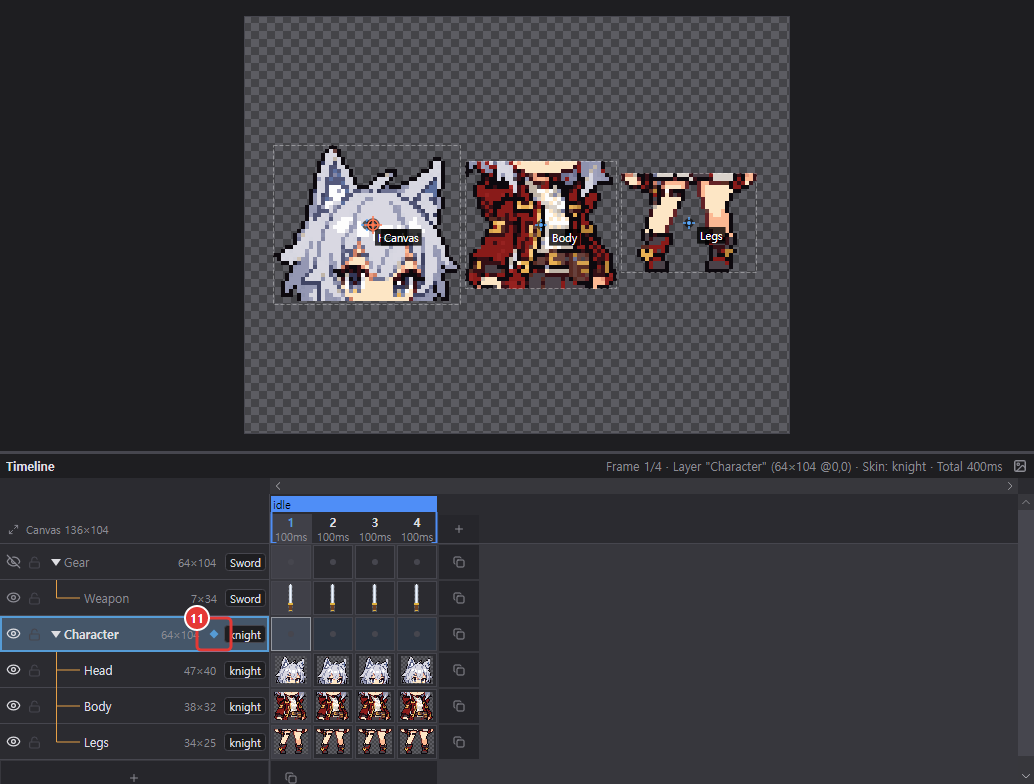 Canvas
Body
Legs
Timeline
Frame 1/4 · Layer "Character" (64×104 @0,0) · Skin: knight · Total 400ms
idle
Canvas 136×104
1 2 3 4 +
100ms 100ms 100ms 100ms
Gear 64×104 Sword
Weapon 7×34 Sword
11
Character 64×104 knight
Head 47×40 knight
Body 38×32 knight
Legs 34×25 knight
+